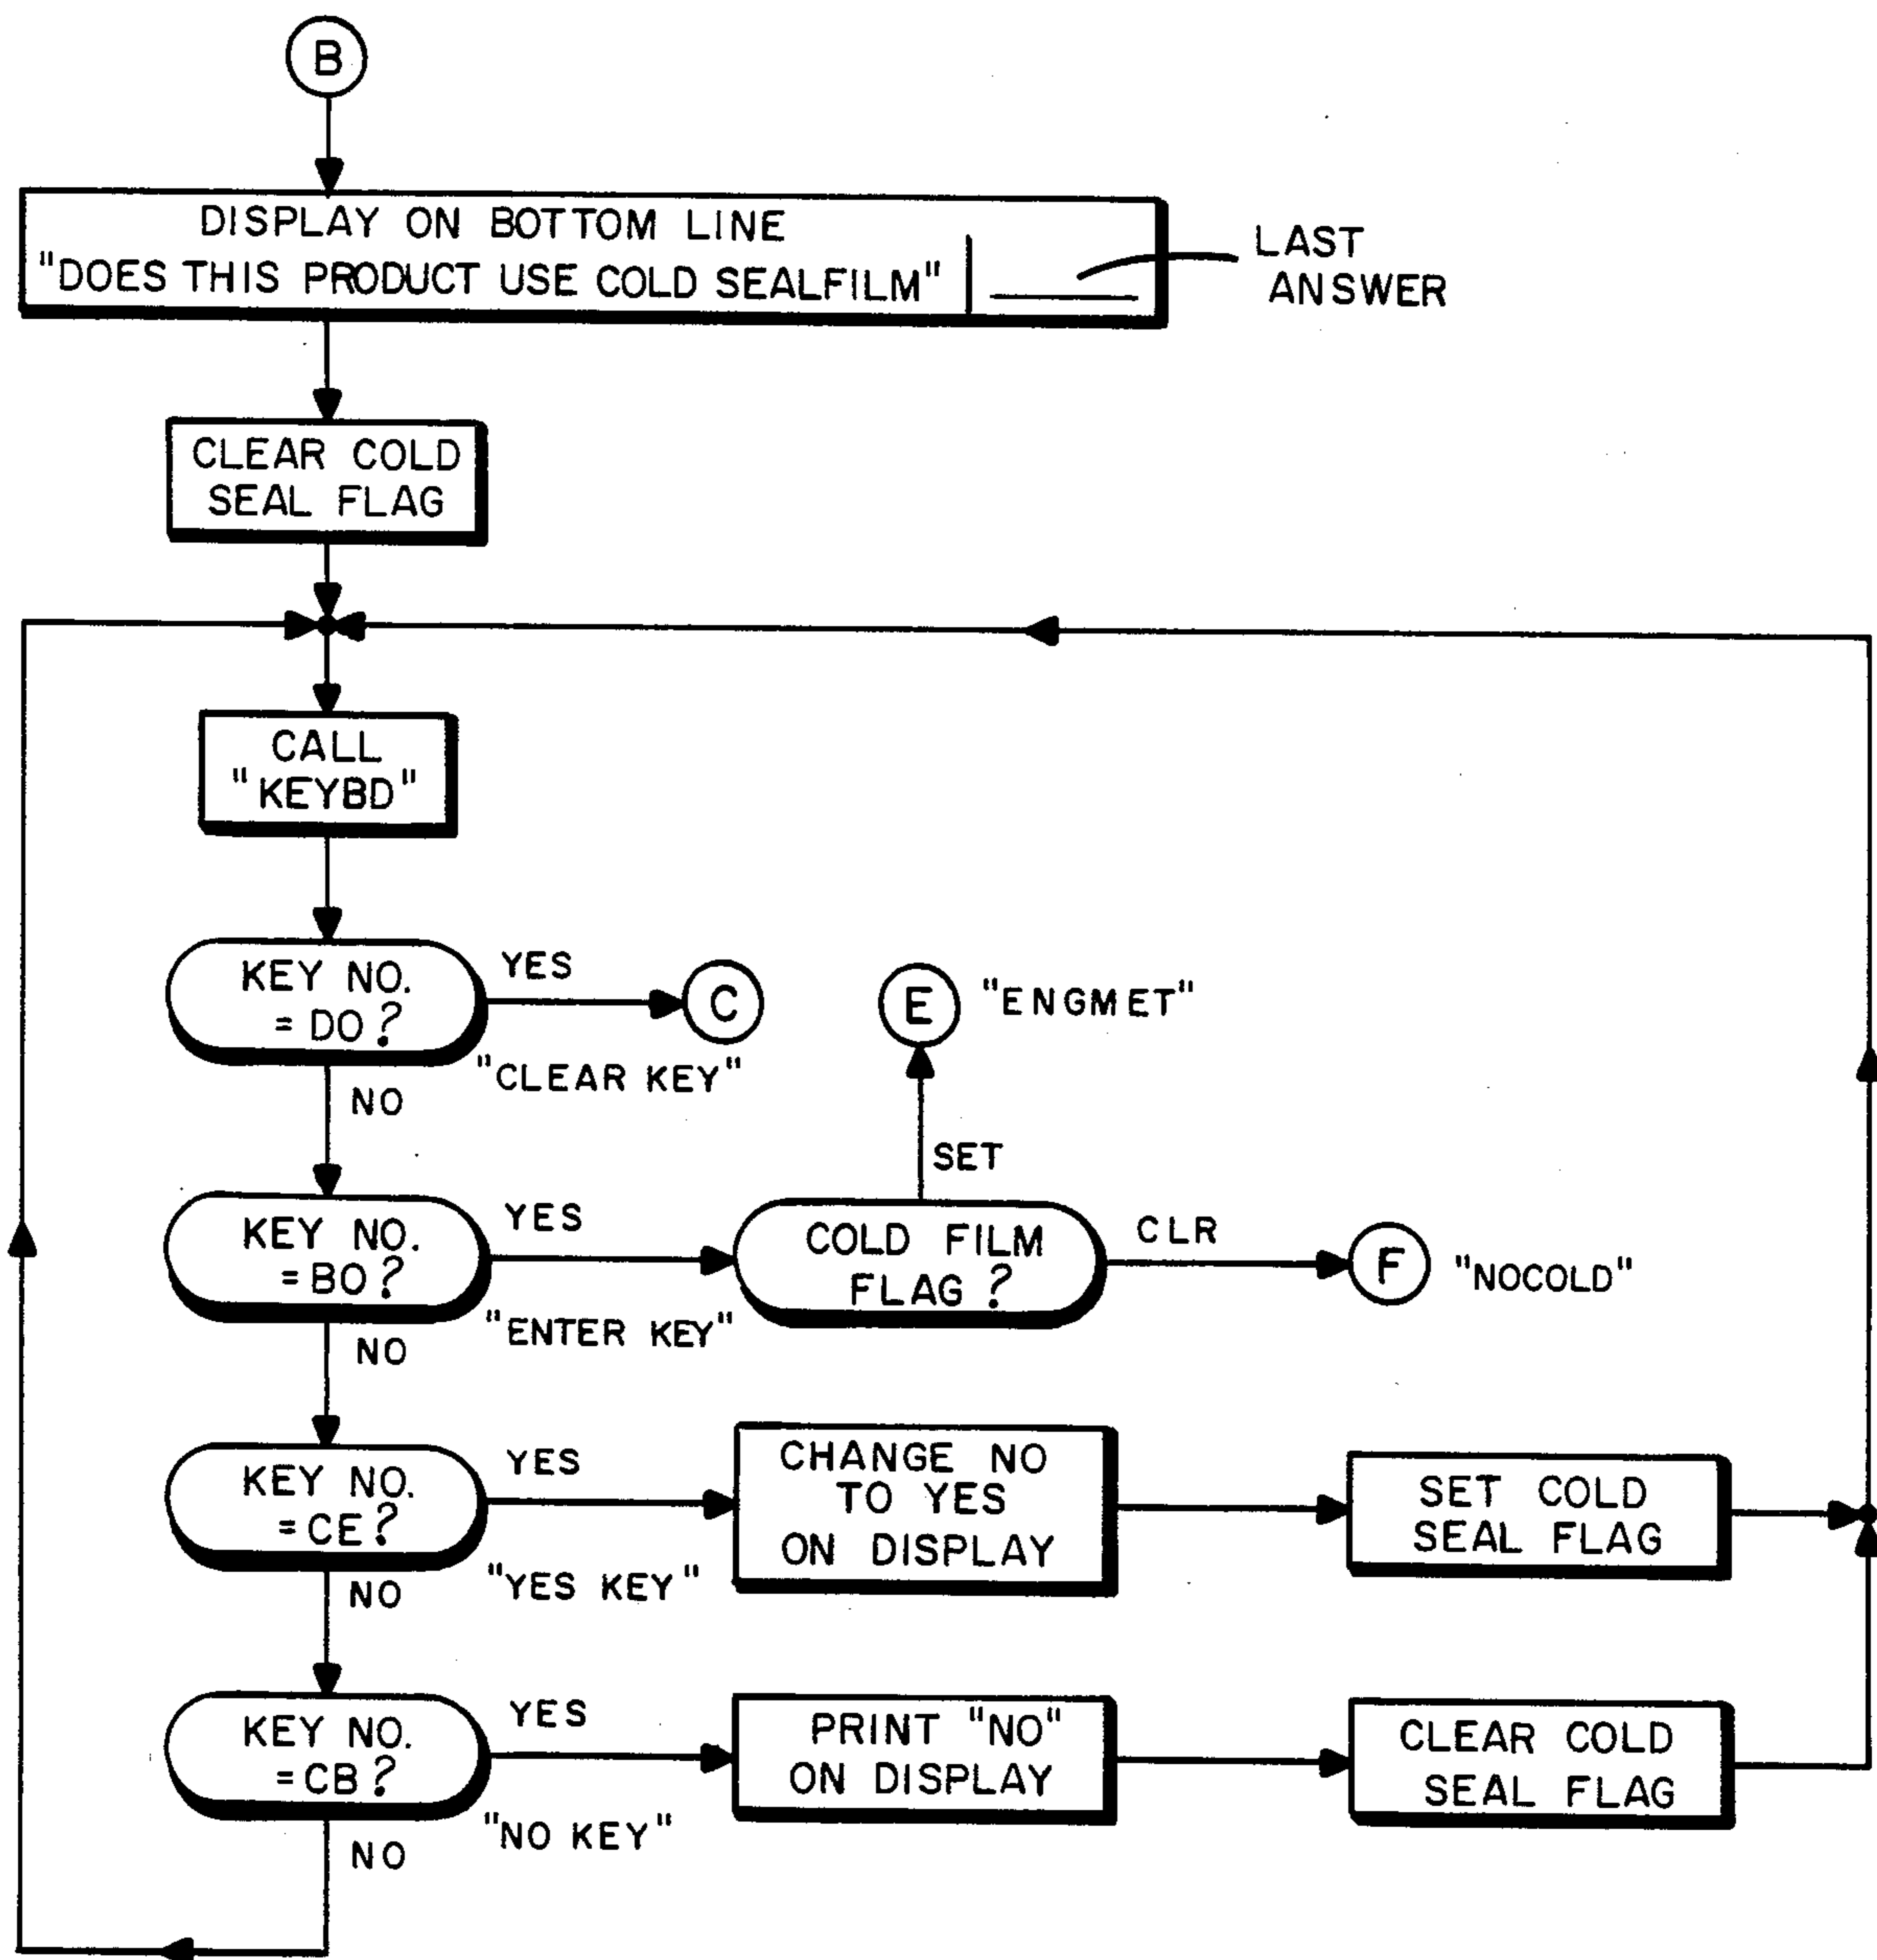 B
DISPLAY ON BOTTOM LINE
"DOES THIS PRODUCT USE COLD SEALFILM"
LAST
ANSWER
CLEAR COLD
SEAL FLAG
CALL
"KEYBD"
KEY NO.
=DO?
YES
C
"CLEAR KEY"
NO
E
"ENGMET"
SET
KEY NO.
=BO?
YES
"ENTER KEY"
NO
COLD FILM
FLAG?
CLR
F
"NOCOLD"
KEY NO.
=CE?
YES
"YES KEY"
NO
CHANGE NO
TO YES
ON DISPLAY
SET COLD
SEAL FLAG
KEY NO.
=CB?
YES
"NO KEY"
NO
PRINT "NO"
ON DISPLAY
CLEAR COLD
SEAL FLAG